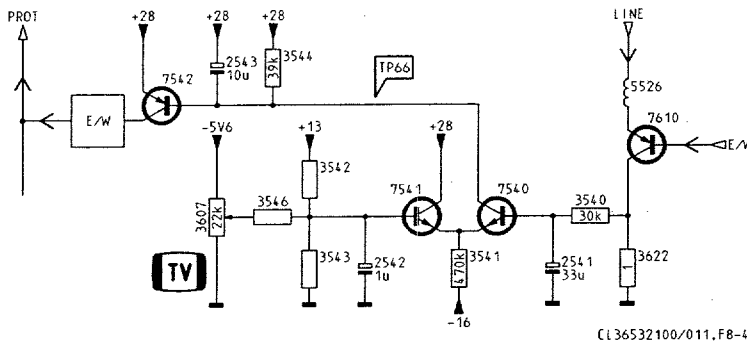 PROT
+28
+28
+28
LINE
2543
10u
3544
39k
TP66
7542
5526
E/W
7610
-5V6
+13
+28
E/W
3542
3607
22k
3546
7541
7540
3540
30k
TV
3543
2542
1u
470k
3541
2541
33u
1
3622
-16
CL36532100/011.F8-4